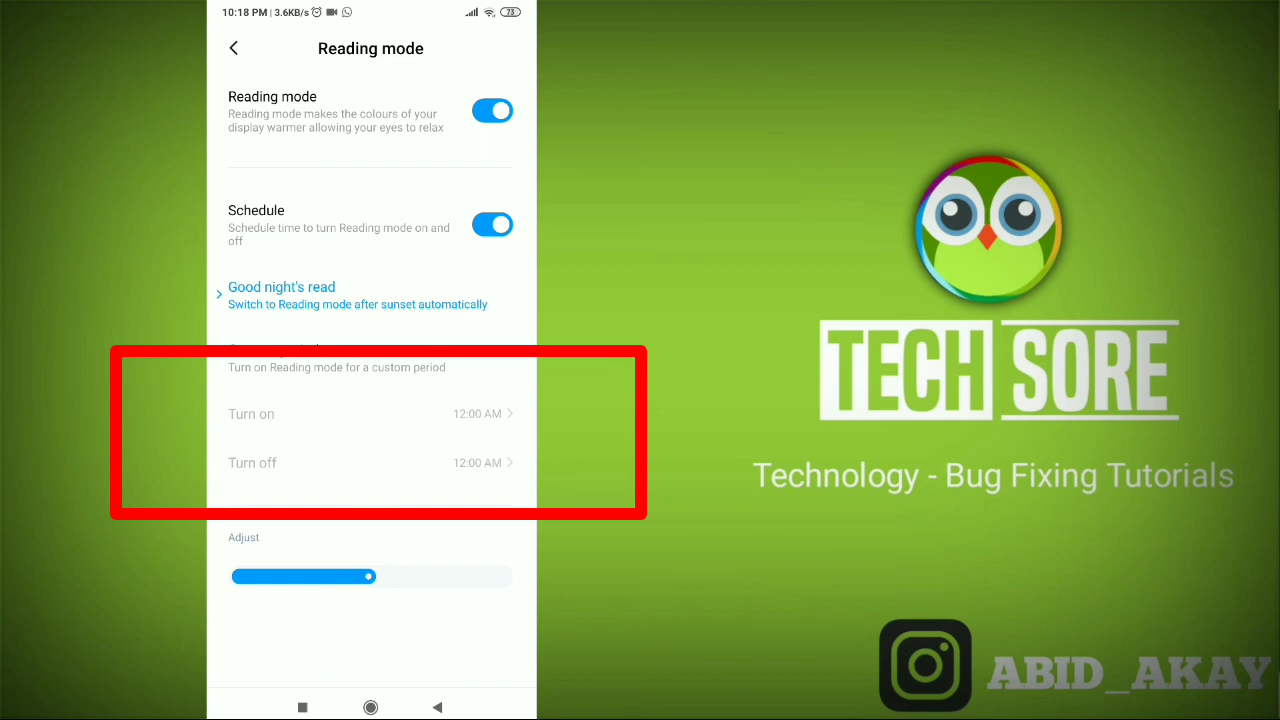 10:18 PM | 3.6KB/s
73
Reading mode
Reading mode
Reading mode makes the colours of your
display warmer allowing your eyes to relax
Schedule
Schedule time to turn Reading mode on and
off
Good night's read
Switch to Reading mode after sunset automatically
Turn on Reading mode for a custom period
Turn on 12:00 AM
Turn off 12:00 AM
Adjust
TECH SORE
Technology - Bug Fixing Tutorials
ABID_AKAY